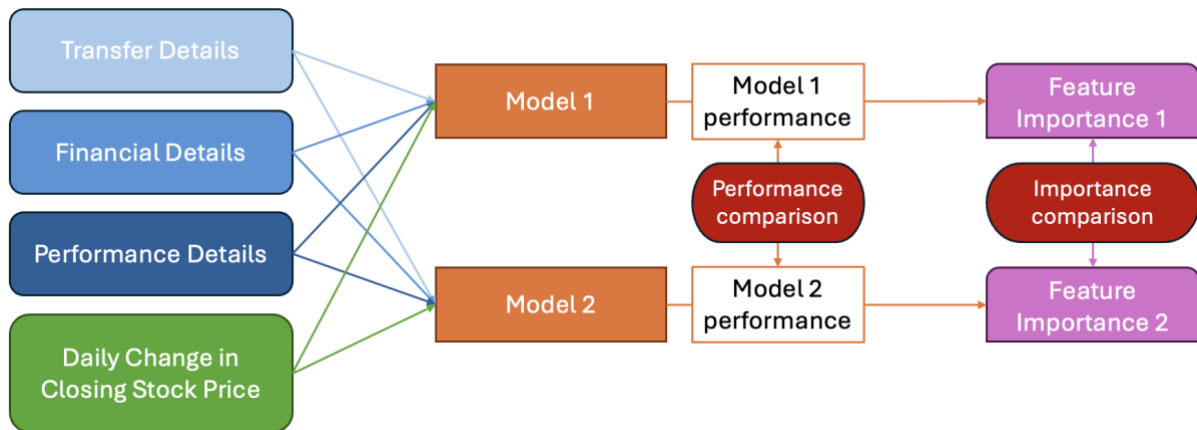 Transfer Details
Financial Details
Performance Details
Daily Change in
Closing Stock Price
Model 1
Model 2
Model 1
performance
Performance
comparison
Model 2
performance
Feature
Importance 1
Importance
comparison
Feature
Importance 2